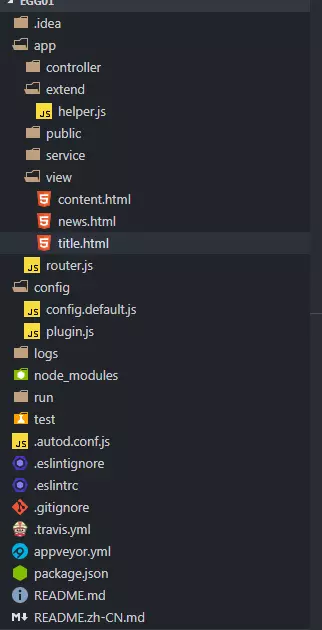 EGG01
.idea
app
controller
extend
JS helper.js
public
service
view
5 content.html
5 news.html
5 title.html
JS router.js
config
JS config.default.js
JS plugin.js
logs
node_modules
run
test
JS .autod.conf.js
.eslintignore
.eslintrc
.gitignore
.travis.yml
appveyor.yml
package.json
i README.md
M↓ README.zh-CN.md